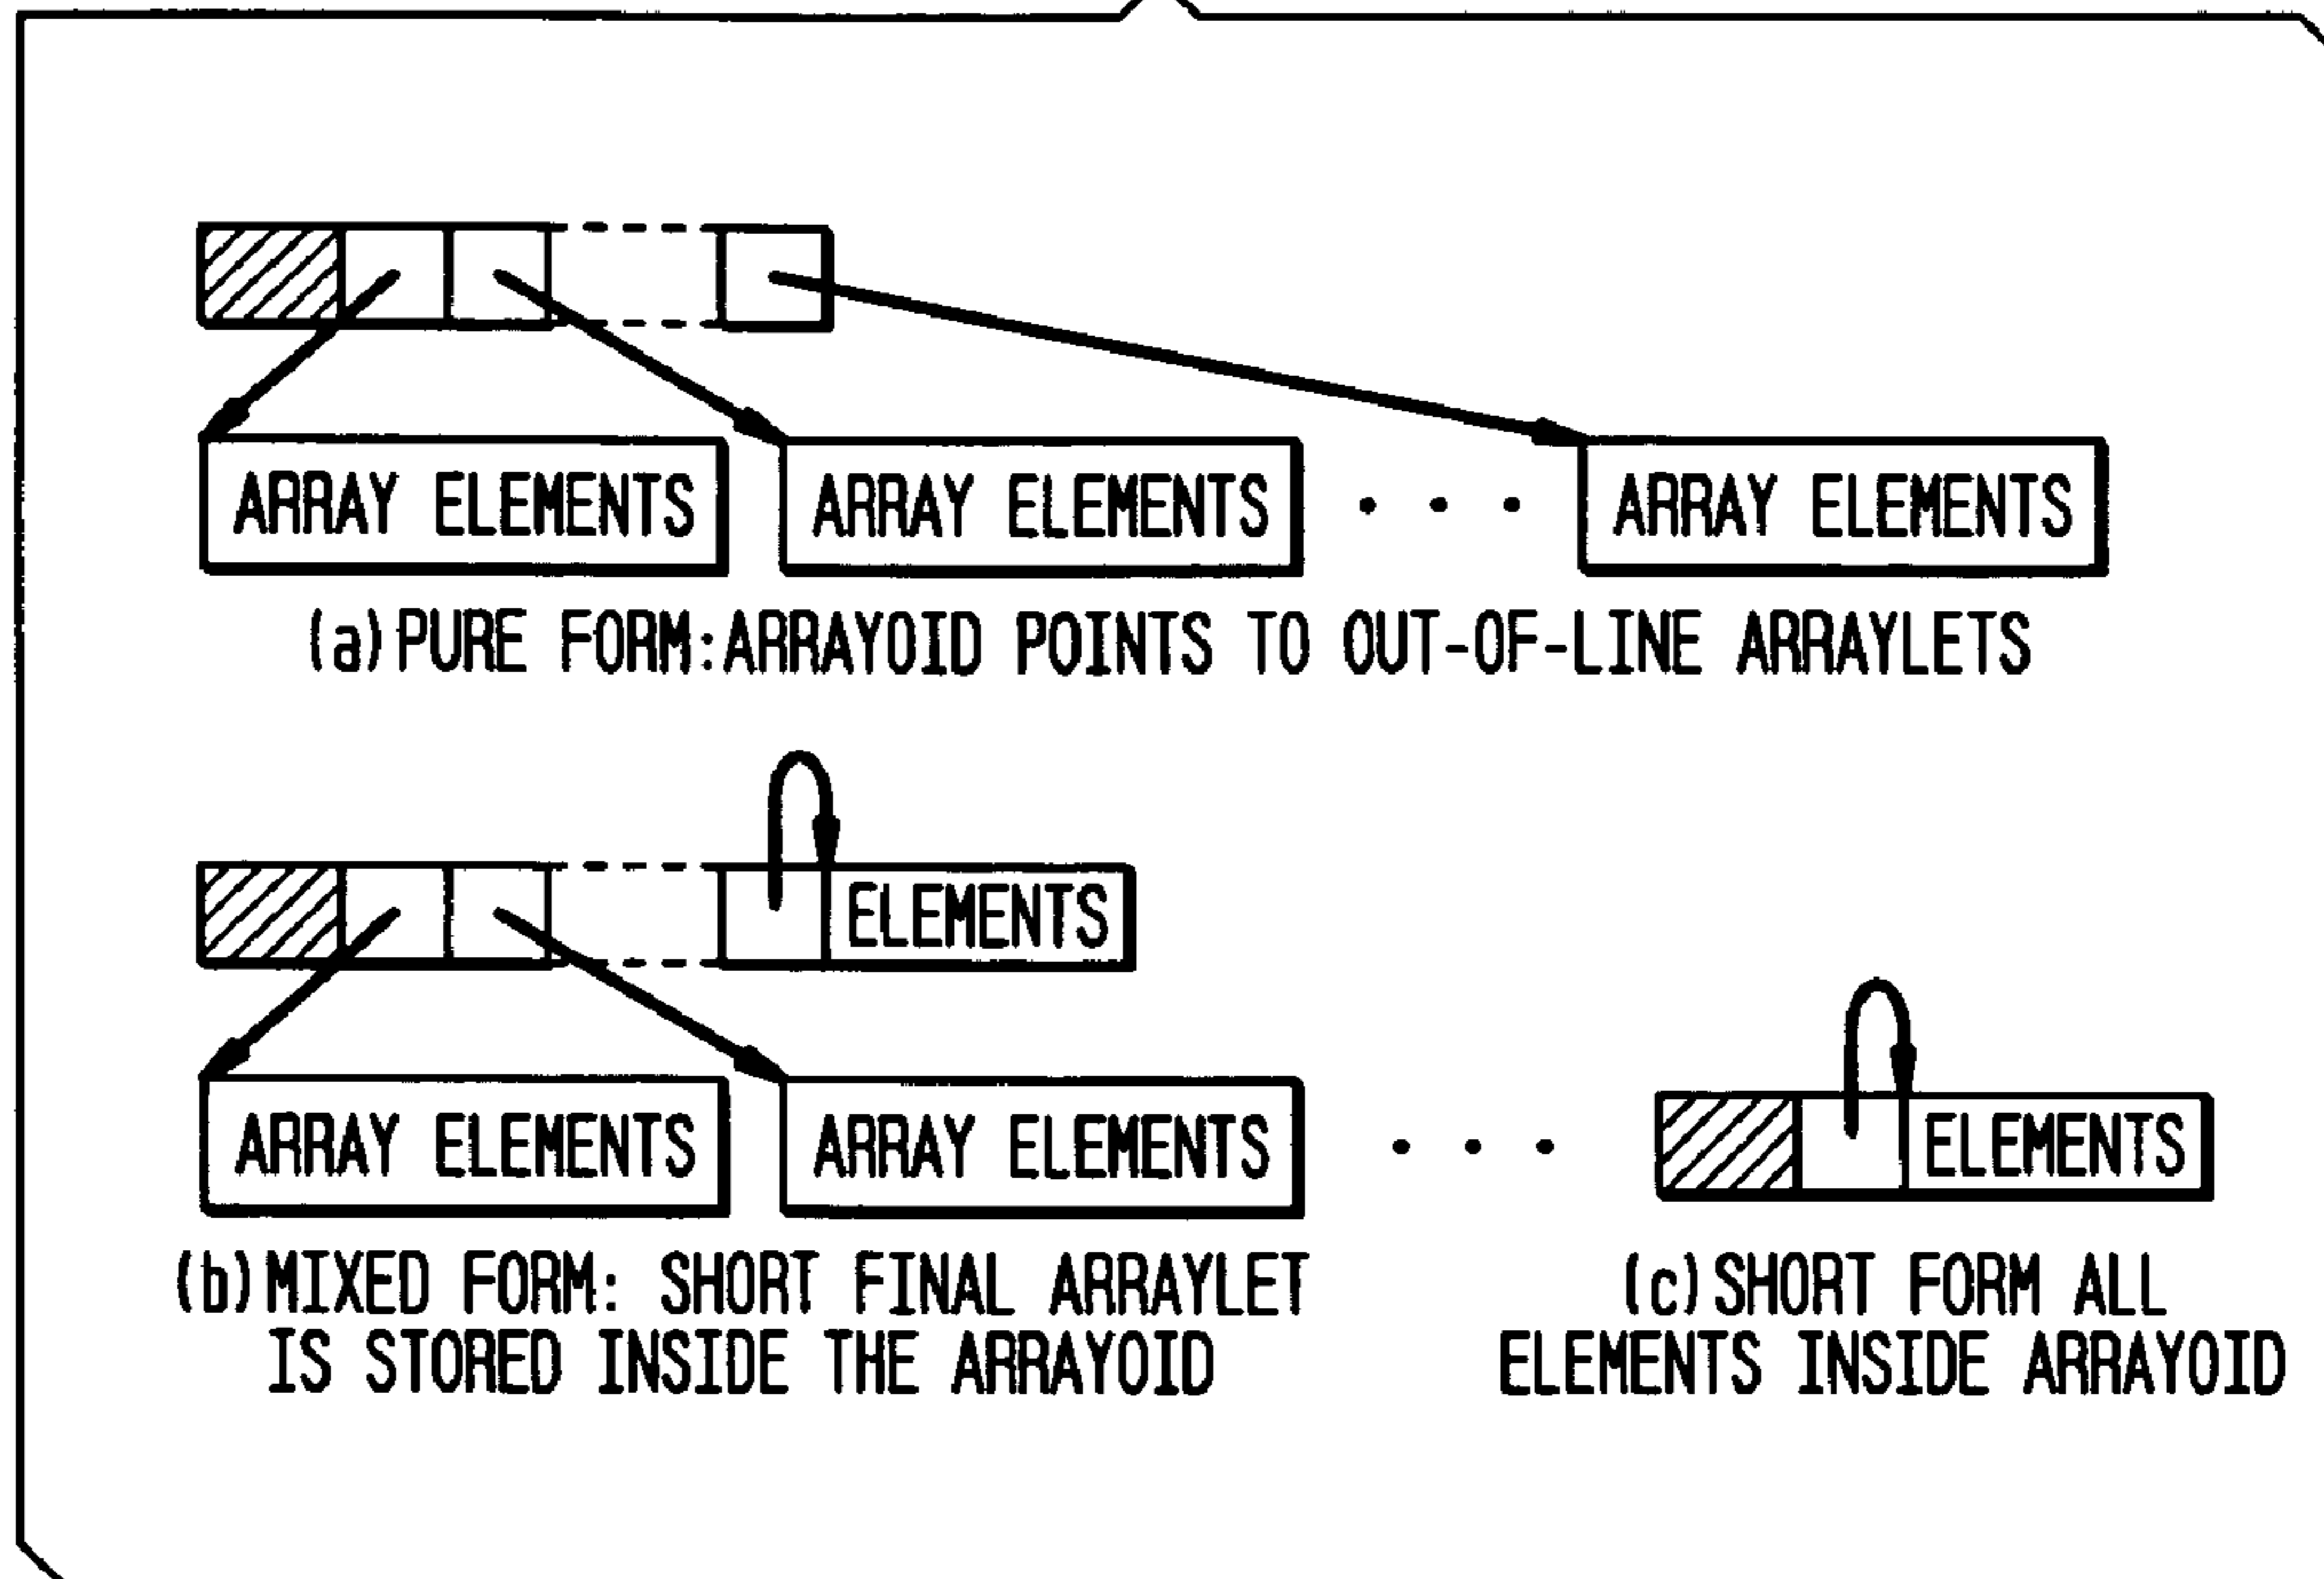 ARRAY ELEMENTS
ARRAY ELEMENTS
. . .
ARRAY ELEMENTS
(a) PURE FORM: ARRAYOID POINTS TO OUT-OF-LINE ARRAYLETS
ELEMENTS
ARRAY ELEMENTS
ARRAY ELEMENTS
. . .
(b) MIXED FORM: SHORT FINAL ARRAYLET
IS STORED INSIDE THE ARRAYOID
ELEMENTS
(c) SHORT FORM ALL
ELEMENTS INSIDE ARRAYOID